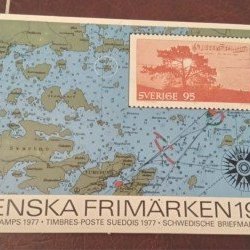 SVERIGE 95
ENSKA FRIMÄRKEN 19
AMPS 1977 • TIMBRES-POSTE SUEDOIS 1977 • SCHWEDISCHE BRIEFMA